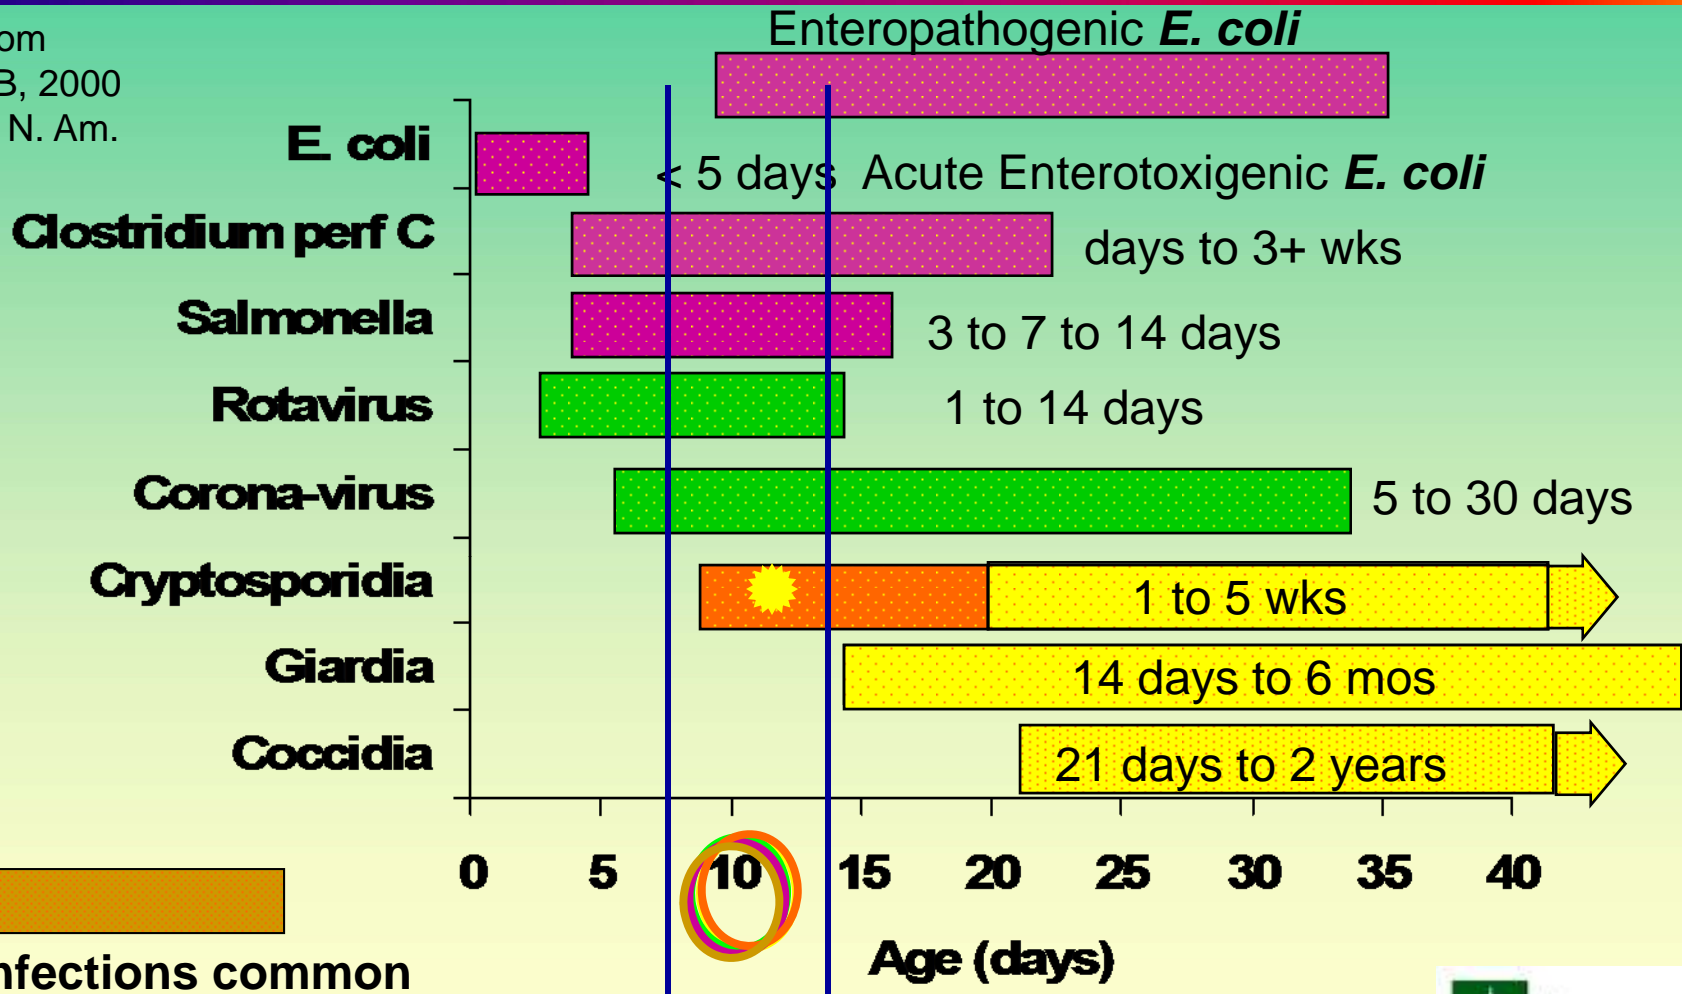 Enteropathogenic E. coli
B, 2000
N. Am.
E. coli
< 5 days Acute Enterotoxigenic E. coli
Clostridium perf C
days to 3+ wks
Salmonella
3 to 7 to 14 days
Rotavirus
1 to 14 days
Corona-virus
5 to 30 days
Cryptosporidia
1 to 5 wks
Giardia
14 days to 6 mos
Coccidia
21 days to 2 years
0 5 10 15 20 25 30 35 40
Age (days)
nfections common